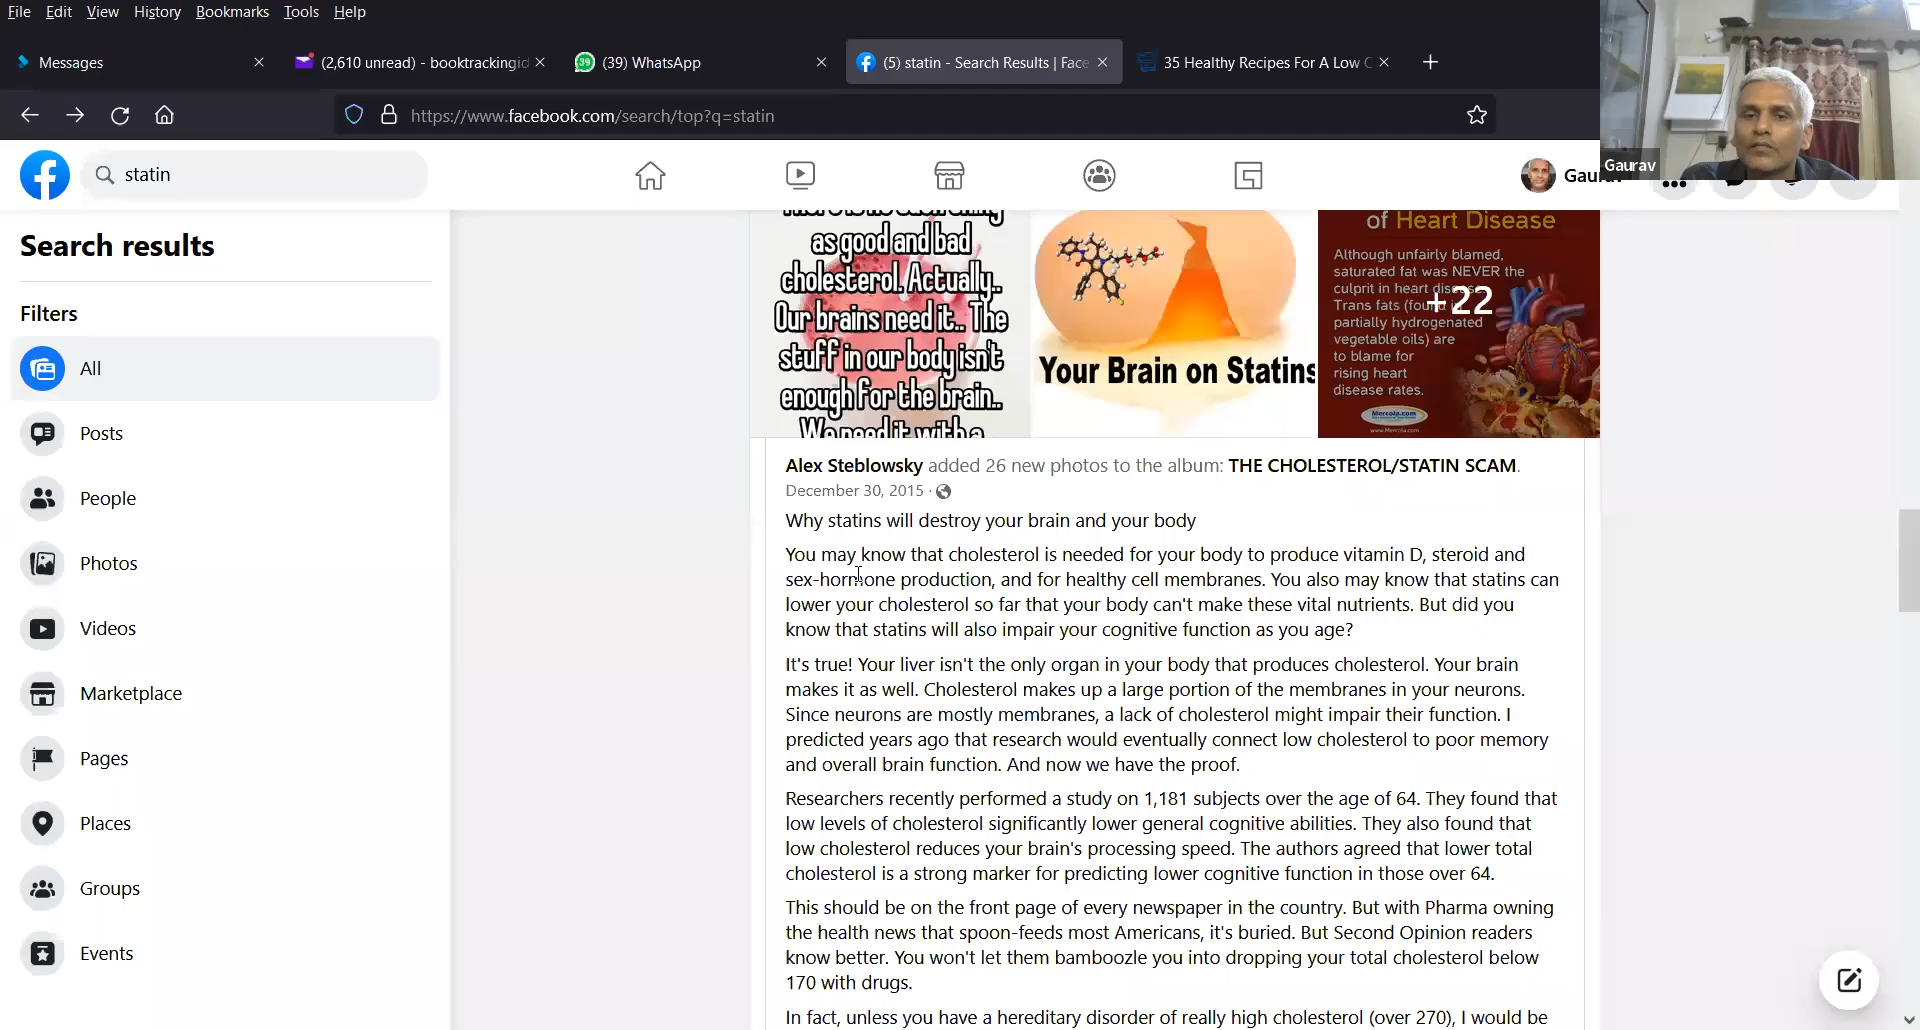 File Edit View History Bookmarks Tools Help
Messages
(2,610 unread) - booktrackingid
39
(39) WhatsApp
(5) statin - Search Results | Face
35 Healthy Recipes For A Low C
https://www.facebook.com/search/top?q=statin
statin
Gaurav
Search results
Filters
All
Posts
People
Photos
Videos
Marketplace
Pages
Places
Groups
Events
as good and bad
cholesterol. Actually..
Our brains need it.. The
stuff in our body isn't
enough for the brain..
We need it with a
Your Brain on Statins
of Heart Disease
Although unfairly blamed,
saturated fat was NEVER the
culprit in heart disease.
Trans fats (found in
partially hydrogenated
vegetable oils) are
to blame for
rising heart
disease rates.
+22
Mercola.com
www.Mercola.com
Alex Steblowsky added 26 new photos to the album: THE CHOLESTEROL/STATIN SCAM.
December 30, 2015 ·
Why statins will destroy your brain and your body
You may know that cholesterol is needed for your body to produce vitamin D, steroid and
sex-hormone production, and for healthy cell membranes. You also may know that statins can
lower your cholesterol so far that your body can't make these vital nutrients. But did you
know that statins will also impair your cognitive function as you age?
It's true! Your liver isn't the only organ in your body that produces cholesterol. Your brain
makes it as well. Cholesterol makes up a large portion of the membranes in your neurons.
Since neurons are mostly membranes, a lack of cholesterol might impair their function. I
predicted years ago that research would eventually connect low cholesterol to poor memory
and overall brain function. And now we have the proof.
Researchers recently performed a study on 1,181 subjects over the age of 64. They found that
low levels of cholesterol significantly lower general cognitive abilities. They also found that
low cholesterol reduces your brain's processing speed. The authors agreed that lower total
cholesterol is a strong marker for predicting lower cognitive function in those over 64.
This should be on the front page of every newspaper in the country. But with Pharma owning
the health news that spoon-feeds most Americans, it's buried. But Second Opinion readers
know better. You won't let them bamboozle you into dropping your total cholesterol below
170 with drugs.
In fact, unless you have a hereditary disorder of really high cholesterol (over 270), I would be